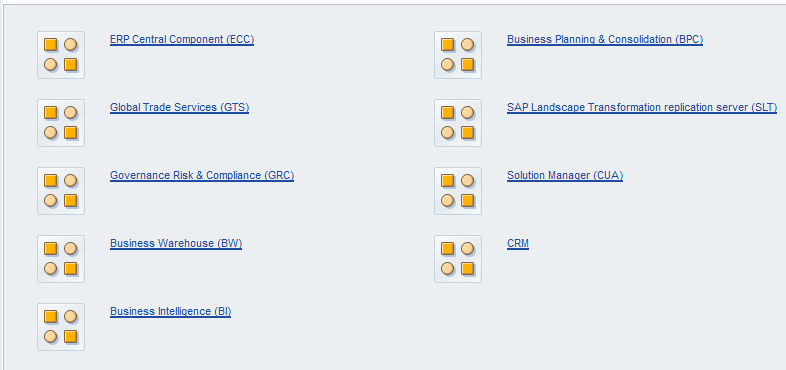 ERP Central Component (ECC)
Global Trade Services (GTS)
Governance Risk & Compliance (GRC)
Business Warehouse (BW)
Business Intelligence (BI)
Business Planning & Consolidation (BPC)
SAP Landscape Transformation replication server (SLT)
Solution Manager (CUA)
CRM